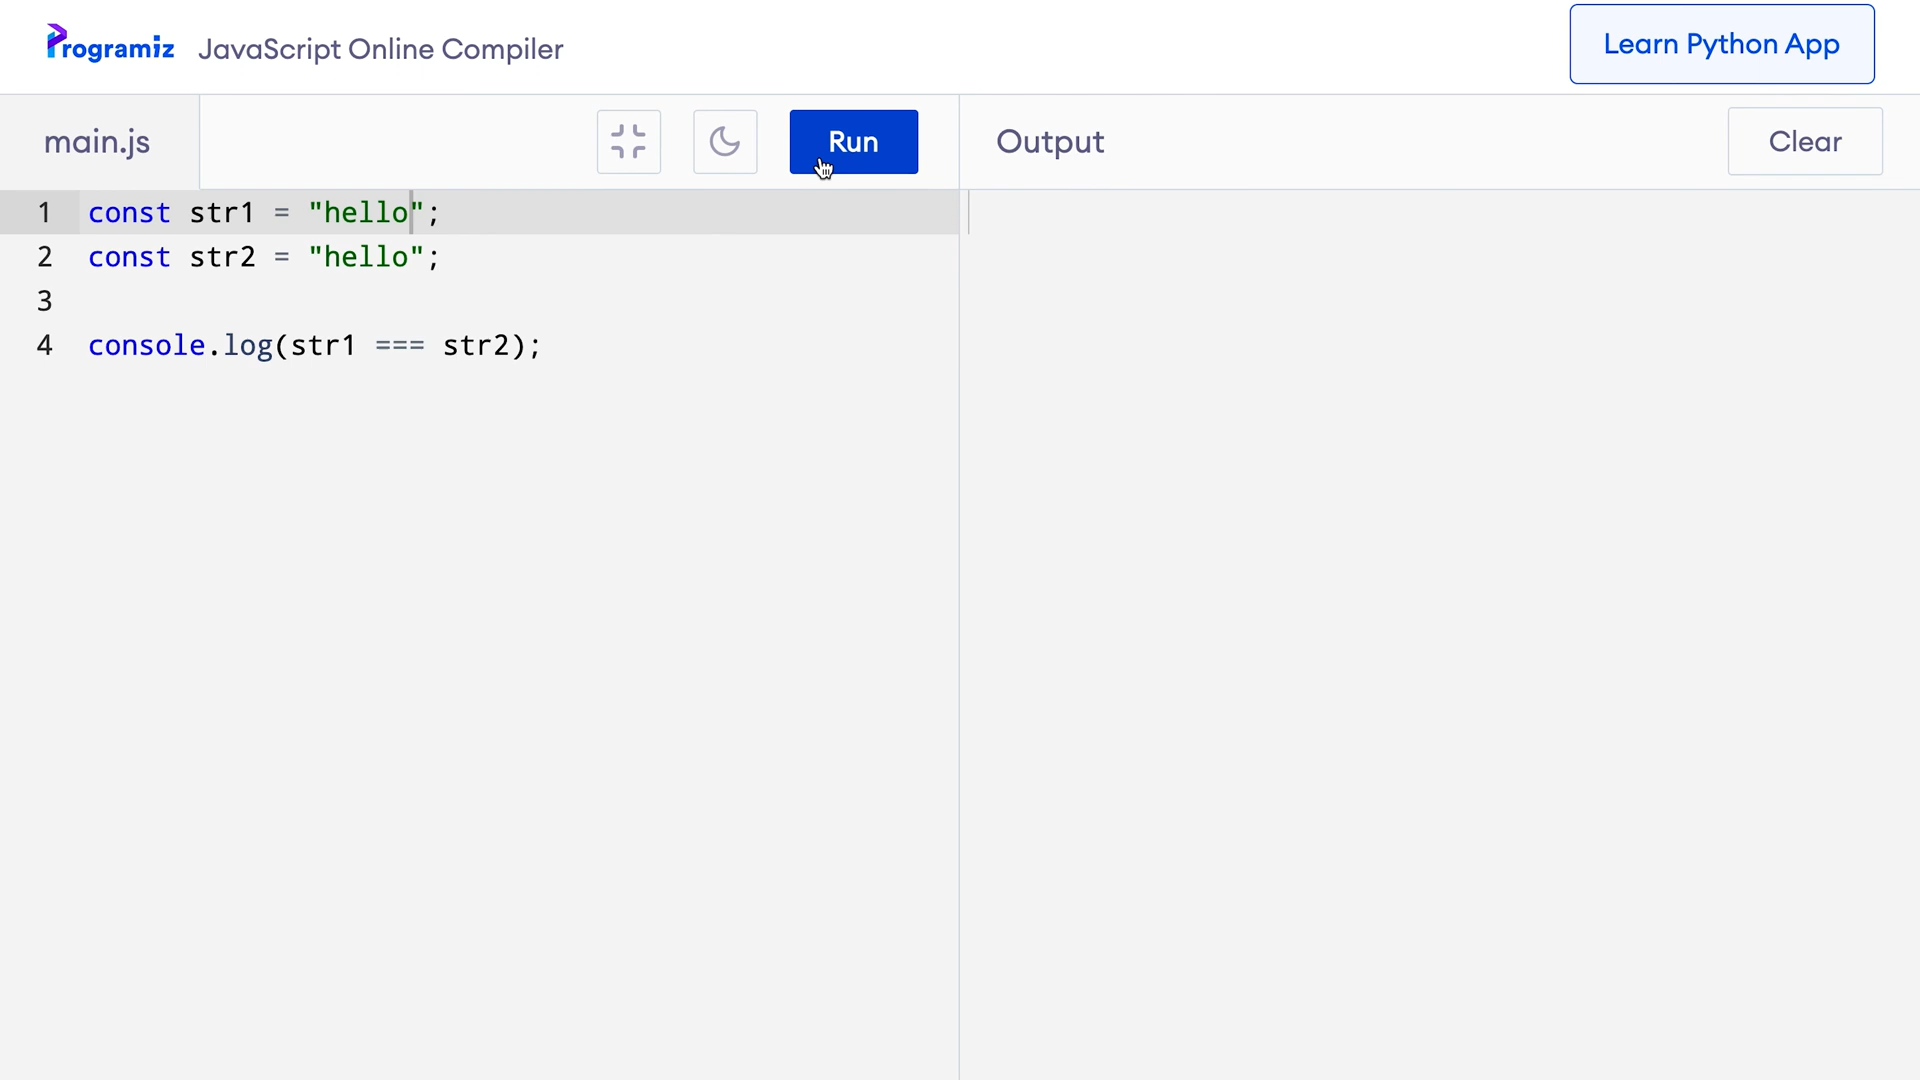 Programiz JavaScript Online Compiler
Learn Python App
main.js
Run
Output
Clear
1 const str1 = "hello";
2 const str2 = "hello";
3
4 console.log(str1 === str2);